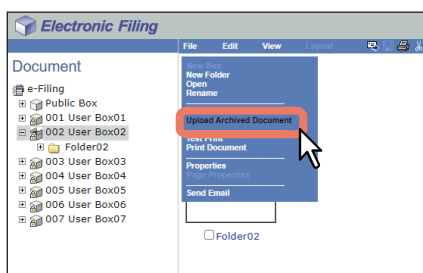 Electronic Filing
File Edit View Layout
Document
e-Filing
Public Box
001 User Box01
002 User Box02
Folder02
003 User Box03
004 User Box04
005 User Box05
006 User Box06
007 User Box07
New Box
New Folder
Open
Rename
Upload Archived Document
Test Print
Print Document
Properties
Page Properties
Send Email
Folder02